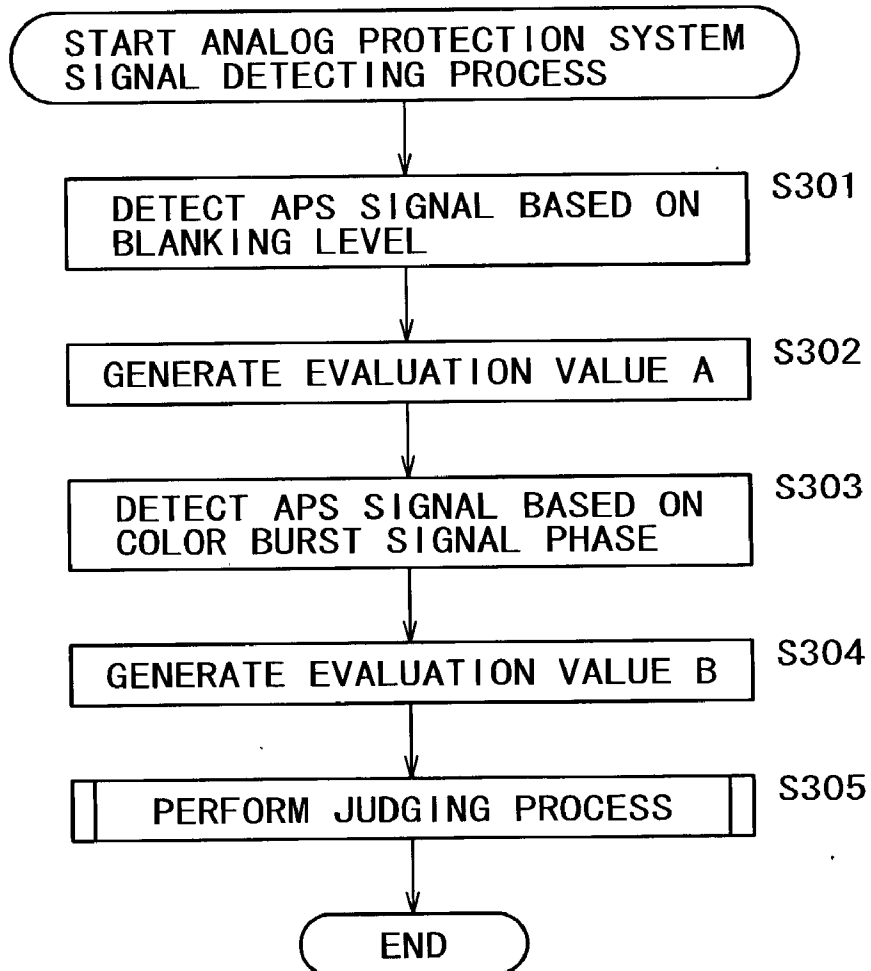 START ANALOG PROTECTION SYSTEM
SIGNAL DETECTING PROCESS
S301
DETECT APS SIGNAL BASED ON
BLANKING LEVEL
S302
GENERATE EVALUATION VALUE A
S303
DETECT APS SIGNAL BASED ON
COLOR BURST SIGNAL PHASE
S304
GENERATE EVALUATION VALUE B
S305
PERFORM JUDGING PROCESS
END